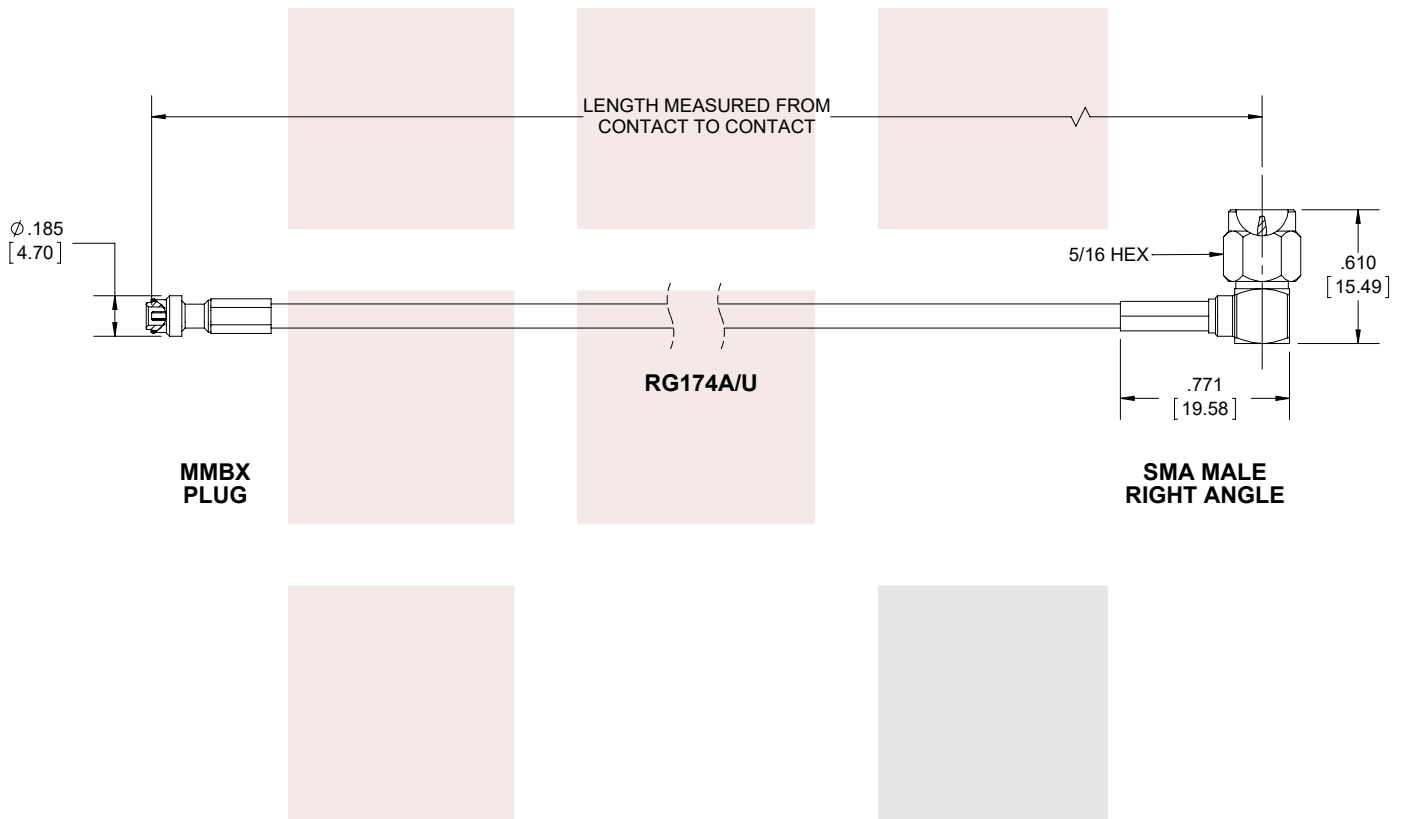 LENGTH MEASURED FROM
CONTACT TO CONTACT
Ø.185
[4.70]
5/16 HEX
.610
[15.49]
RG174A/U
.771
[19.58]
MMBX
PLUG
SMA MALE
RIGHT ANGLE